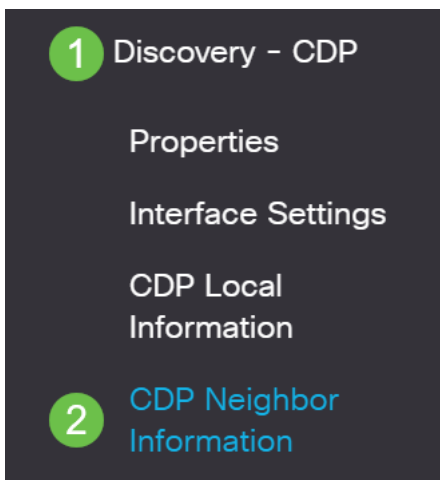 1 Discovery - CDP
Properties
Interface Settings
CDP Local
Information
CDP Neighbor
2
Information